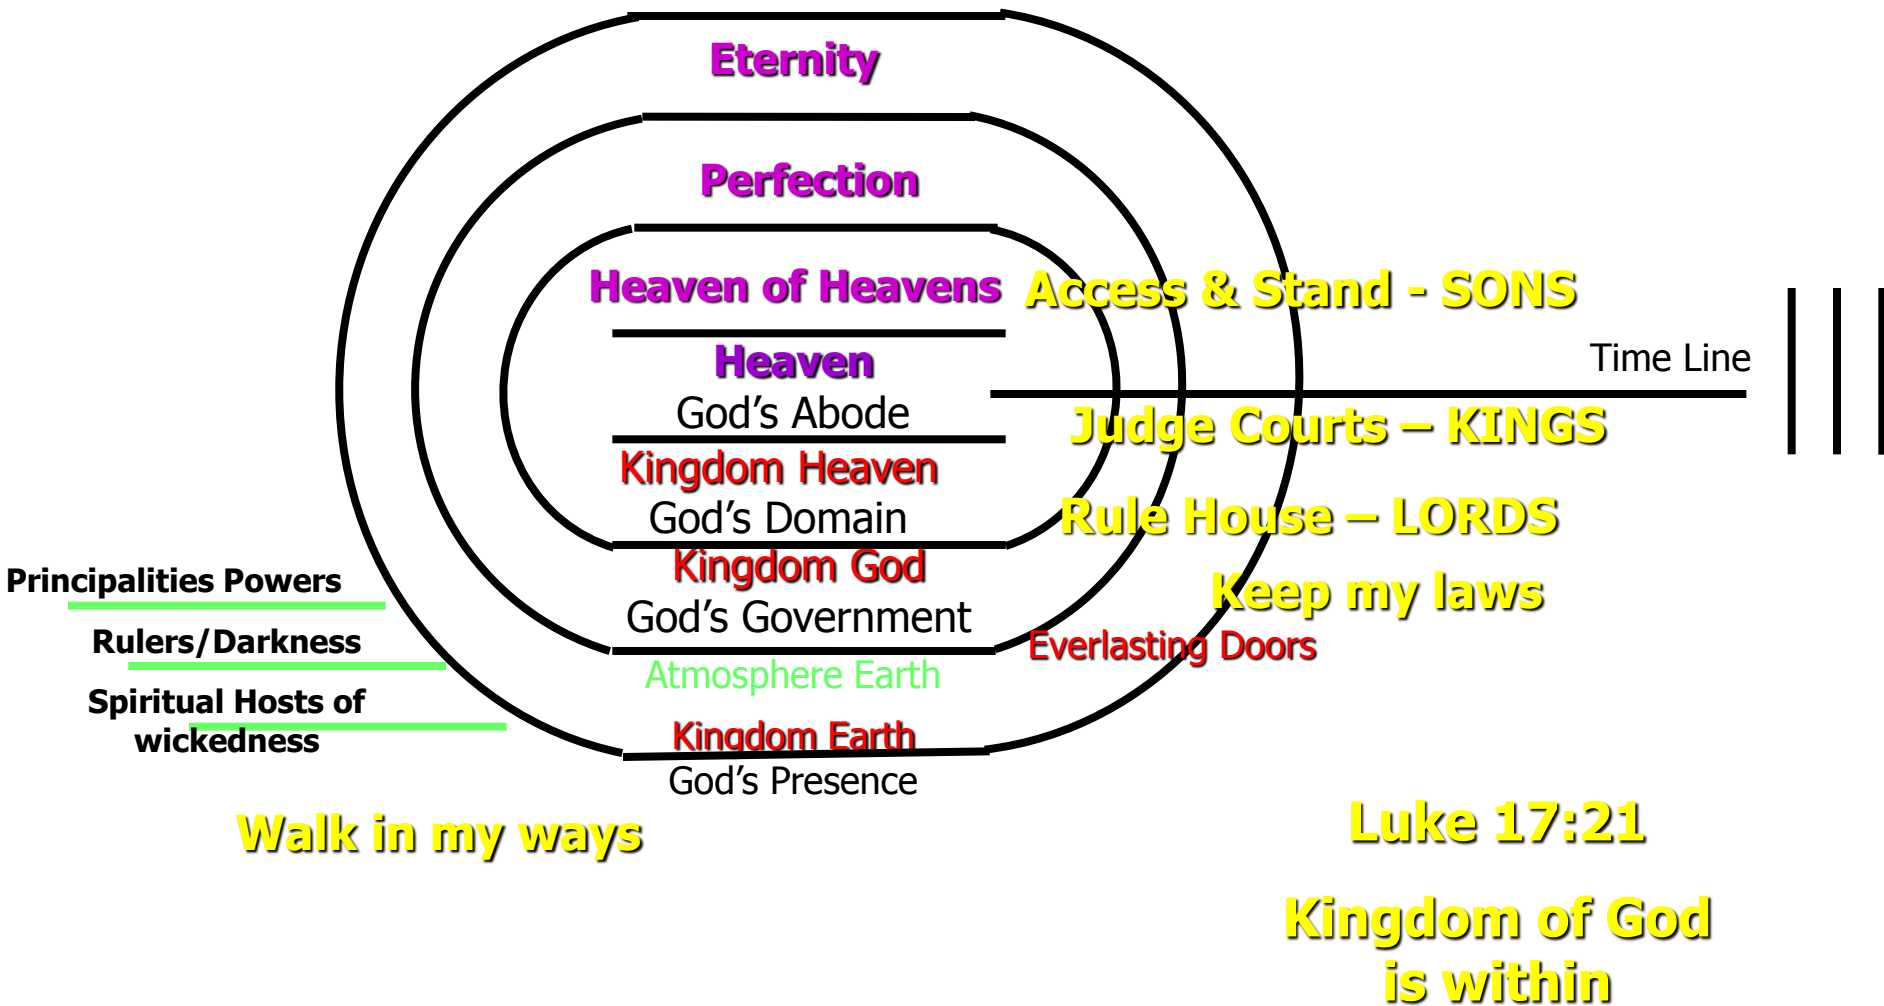 Eternity
Perfection
Heaven of Heavens
Access & Stand - SONS
Time Line
Heaven
God’s Abode
Judge Courts – KINGS
Kingdom Heaven
God’s Domain
Rule House – LORDS
Kingdom God
God’s Government
Keep my laws
Everlasting Doors
Principalities Powers
Rulers/Darkness
Spiritual Hosts of
wickedness
Atmosphere Earth
Kingdom Earth
God’s Presence
Walk in my ways
Luke 17:21
Kingdom of God
is within